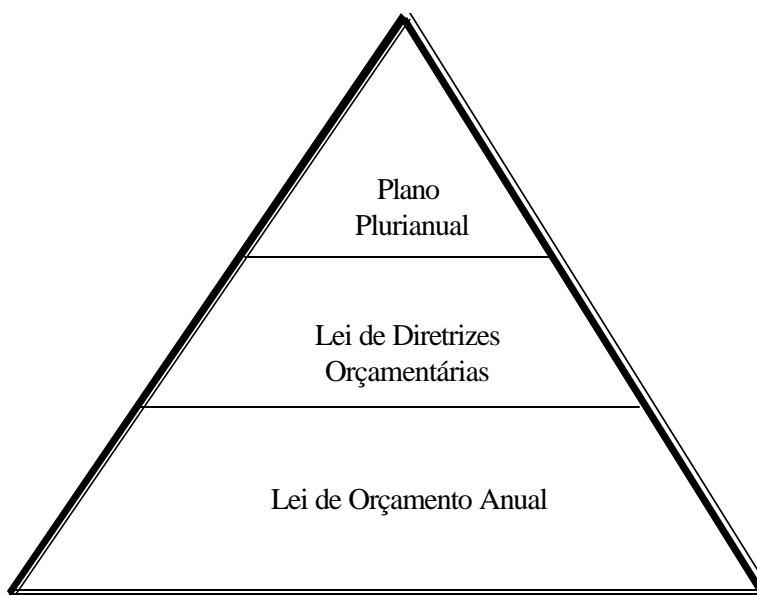 Plano
Plurianual
Lei de Diretrizes
Orçamentárias
Lei de Orçamento Anual